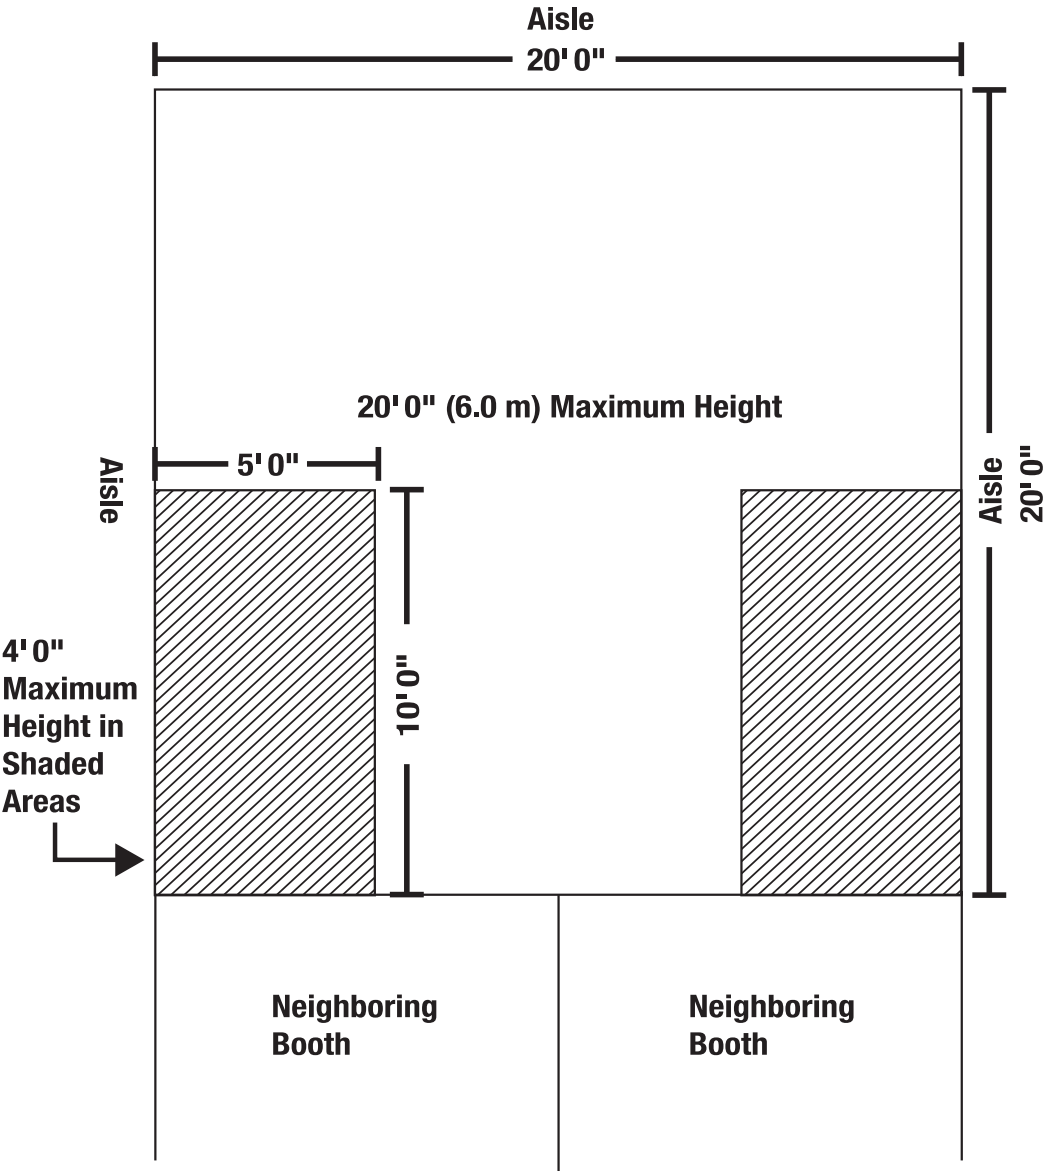 Aisle
20' 0"
20' 0" (6.0 m) Maximum Height
5' 0"
Aisle
Aisle
20' 0"
10' 0"
4' 0"
Maximum
Height in
Shaded
Areas
Neighboring
Booth
Neighboring
Booth